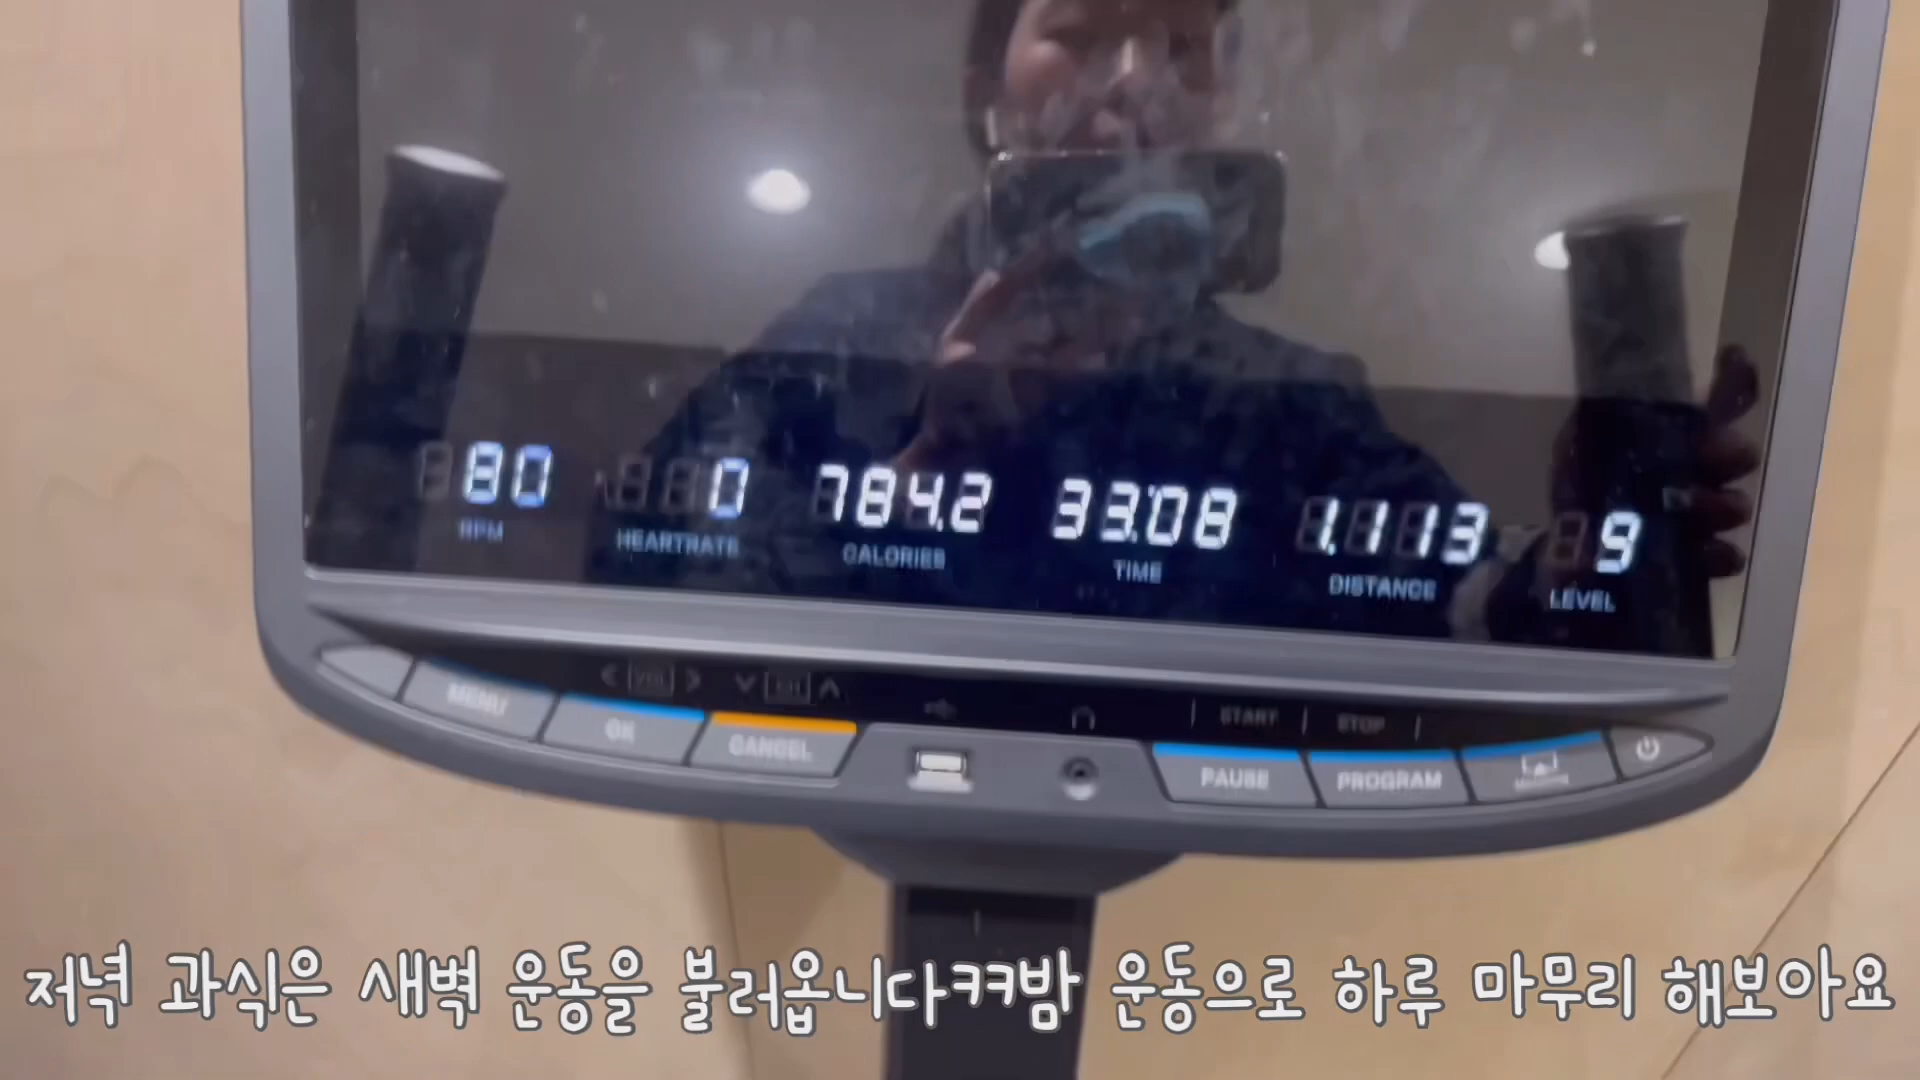 80 0 784.2 33:08 1.113 9
RPM HEARTRATE CALORIES TIME DISTANCE LEVEL
< VOL >
START STOP
MENU OK CANCEL PAUSE PROGRAM
저녁 과식은 새벽 운동을 불러옵니다ㅋㅋ밤 운동으로 하루 마무리 해보아요